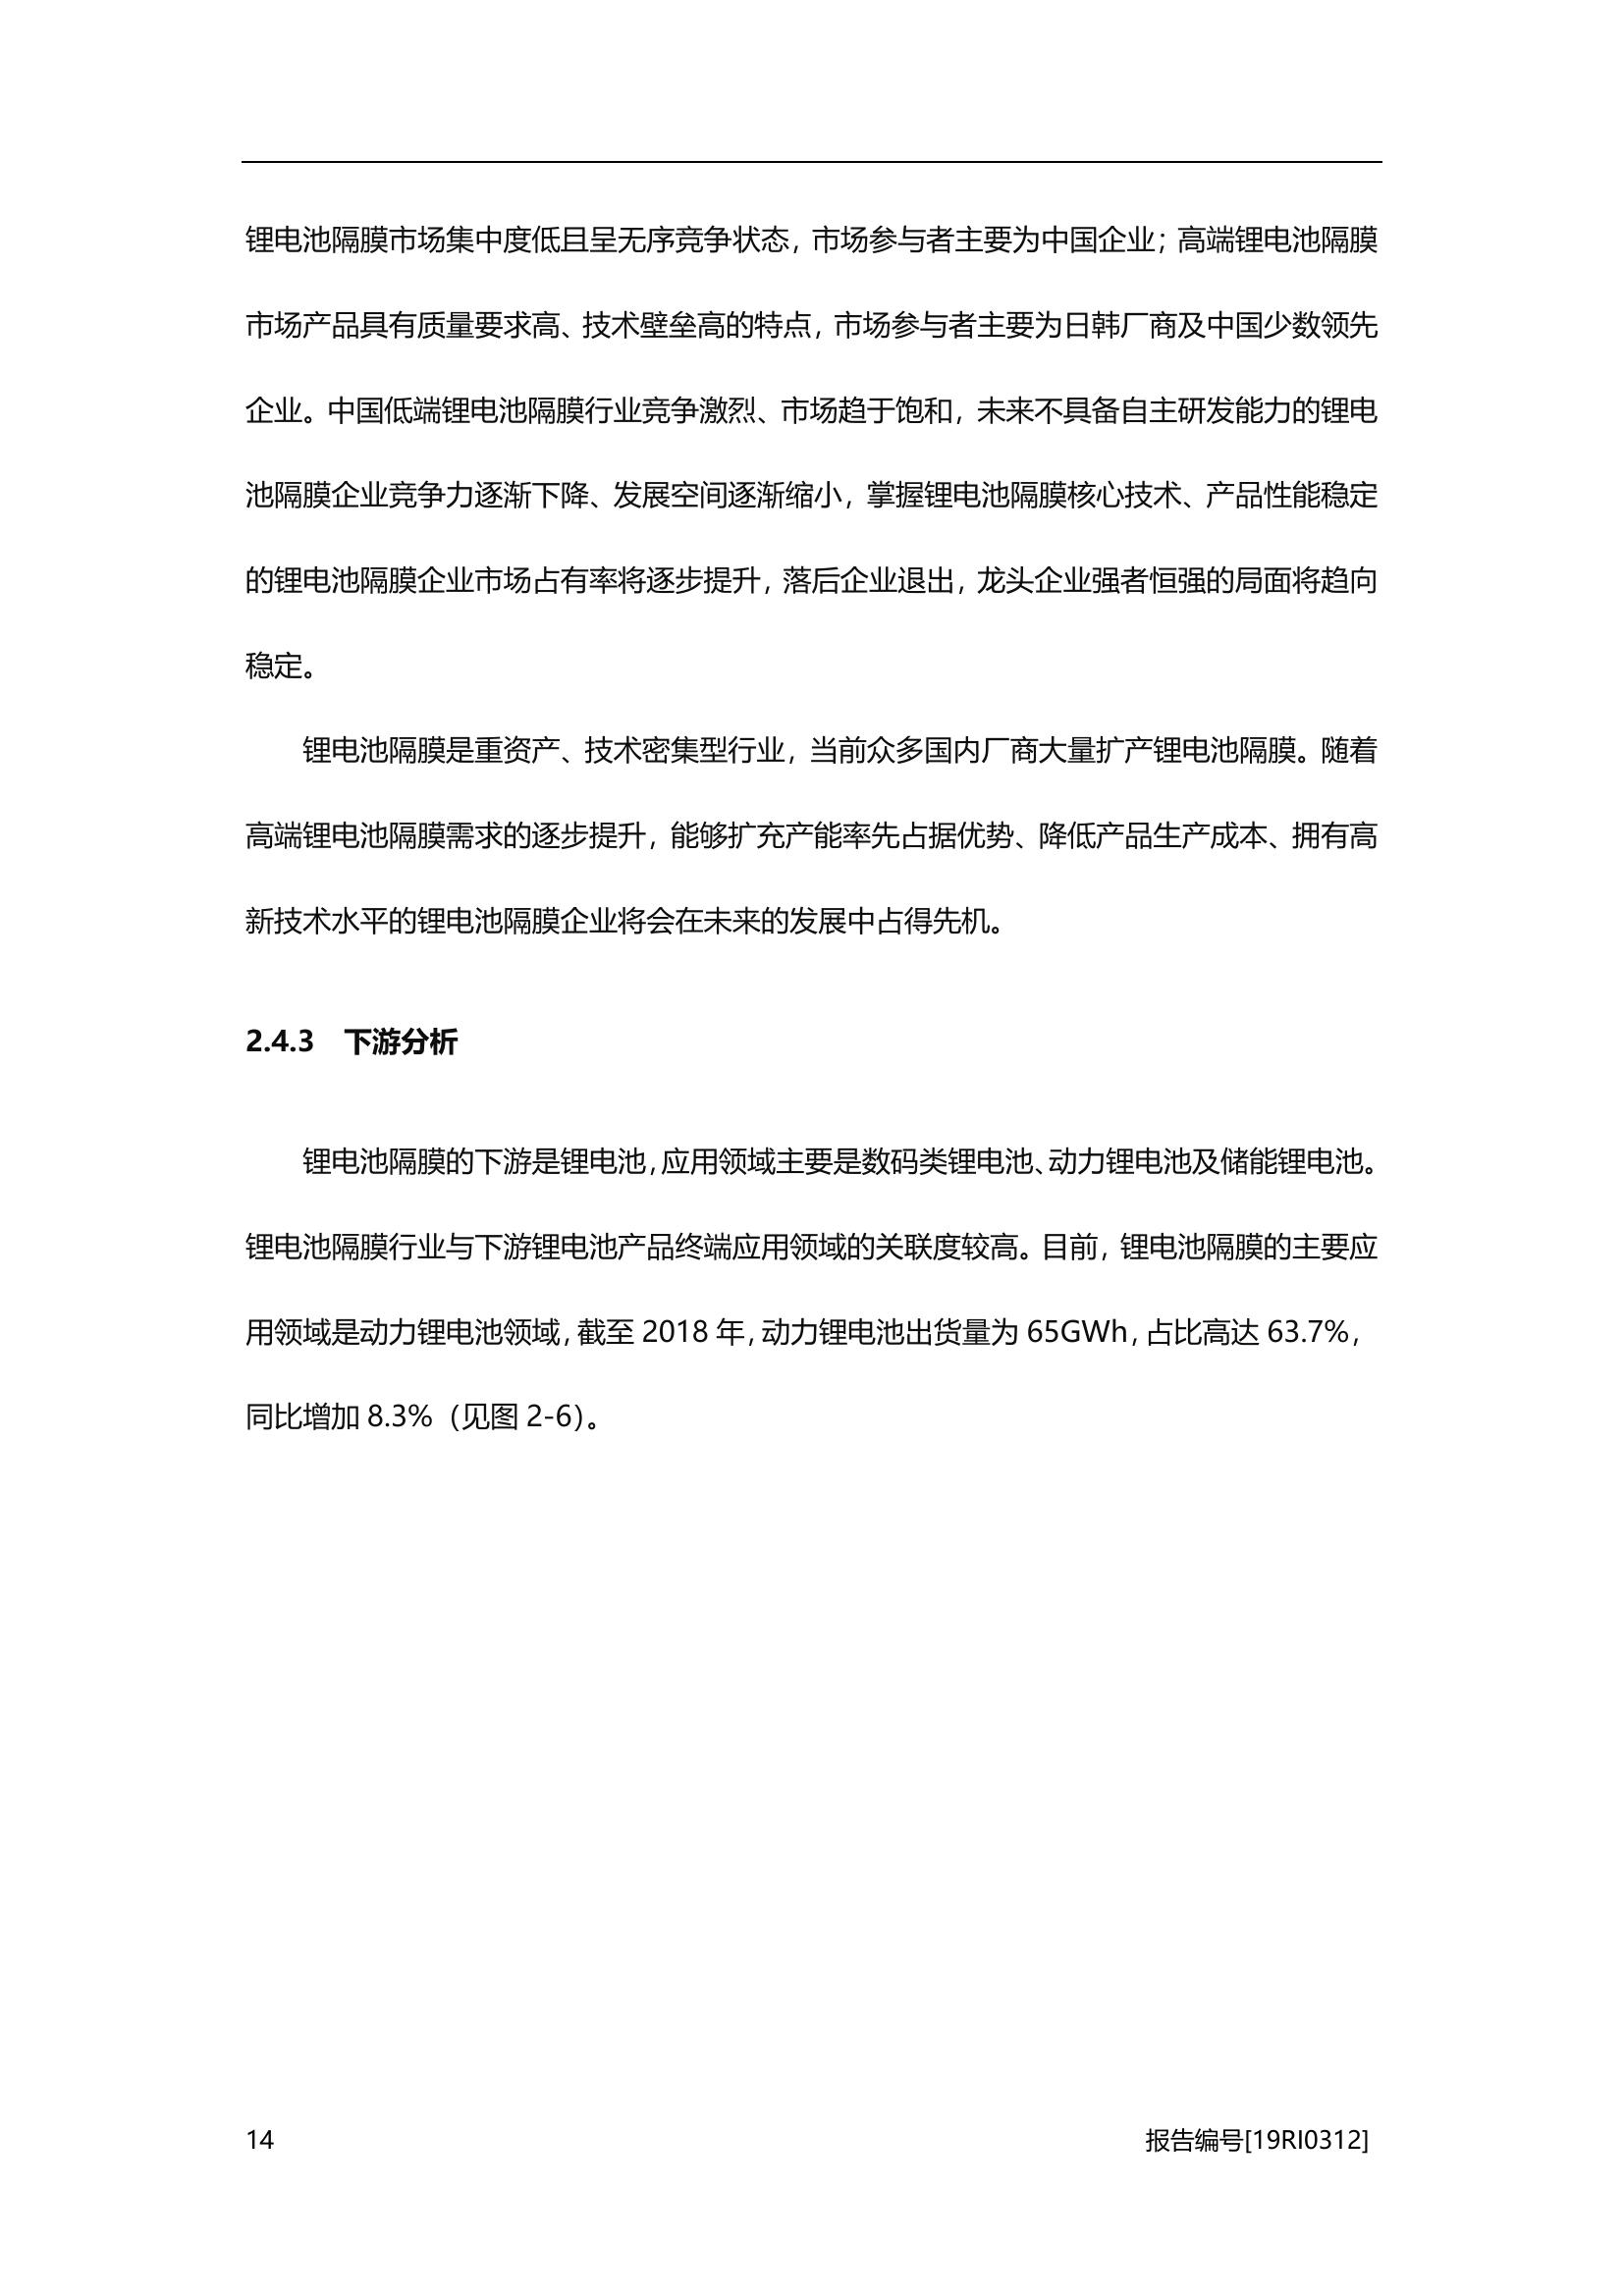 锂电池隔膜市场集中度低且呈无序竞争状态，市场参与者主要为中国企业；高端锂电池隔膜
市场产品具有质量要求高、技术壁垒高的特点，市场参与者主要为日韩厂商及中国少数领先
企业。中国低端锂电池隔膜行业竞争激烈、市场趋于饱和，未来不具备自主研发能力的锂电
池隔膜企业竞争力逐渐下降、发展空间逐渐缩小，掌握锂电池隔膜核心技术、产品性能稳定
的锂电池隔膜企业市场占有率将逐步提升，落后企业退出，龙头企业强者恒强的局面将趋向
稳定。
锂电池隔膜是重资产、技术密集型行业，当前众多国内厂商大量扩产锂电池隔膜。随着
高端锂电池隔膜需求的逐步提升，能够扩充产能率先占据优势、降低产品生产成本、拥有高
新技术水平的锂电池隔膜企业将会在未来的发展中占得先机。
2.4.3 下游分析
锂电池隔膜的下游是锂电池，应用领域主要是数码类锂电池、动力锂电池及储能锂电池。
锂电池隔膜行业与下游锂电池产品终端应用领域的关联度较高。目前，锂电池隔膜的主要应
用领域是动力锂电池领域，截至 2018 年，动力锂电池出货量为 65GWh，占比高达 63.7%，
同比增加 8.3%（见图 2-6）。
14 报告编号[19RI0312]